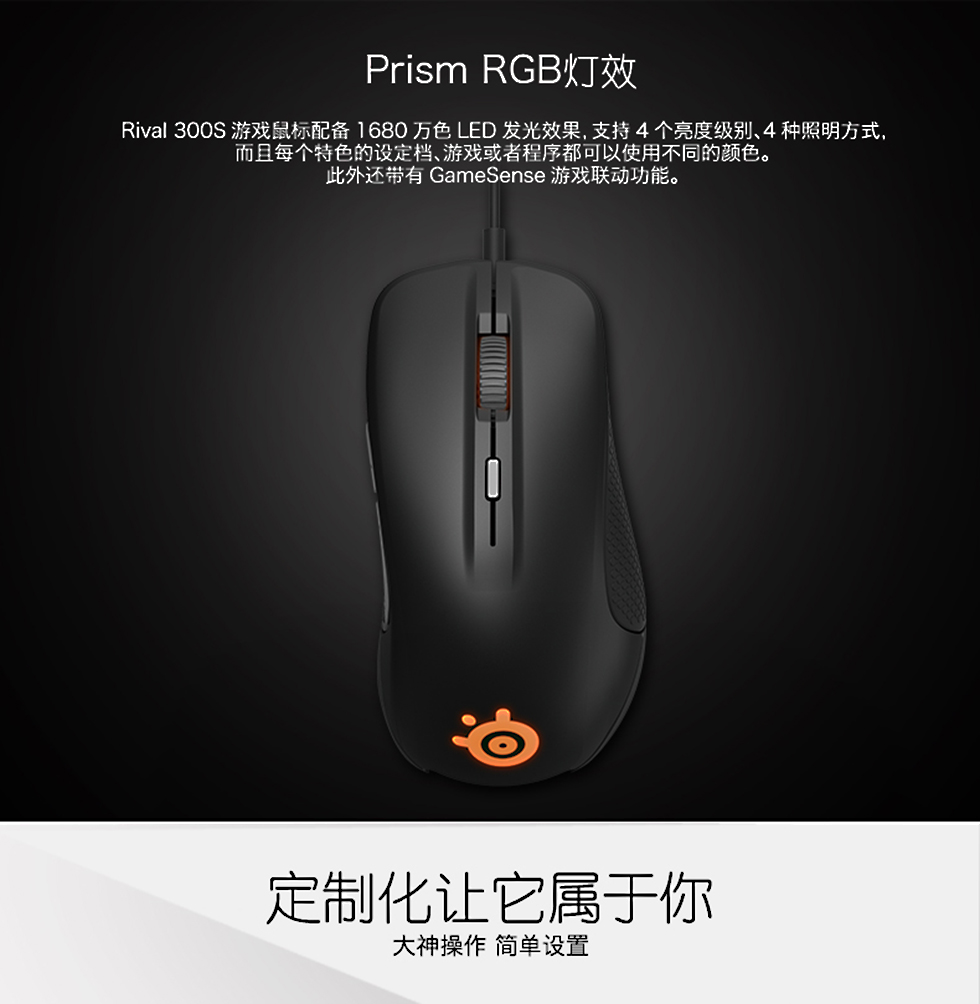 Prism RGB灯效
Rival 300S 游戏鼠标配备 1680 万色 LED 发光效果, 支持 4 个亮度级别、4 种照明方式,
而且每个特色的设定档、游戏或者程序都可以使用不同的颜色。
此外还带有 GameSense 游戏联动功能。
定制化让它属于你
大神操作 简单设置